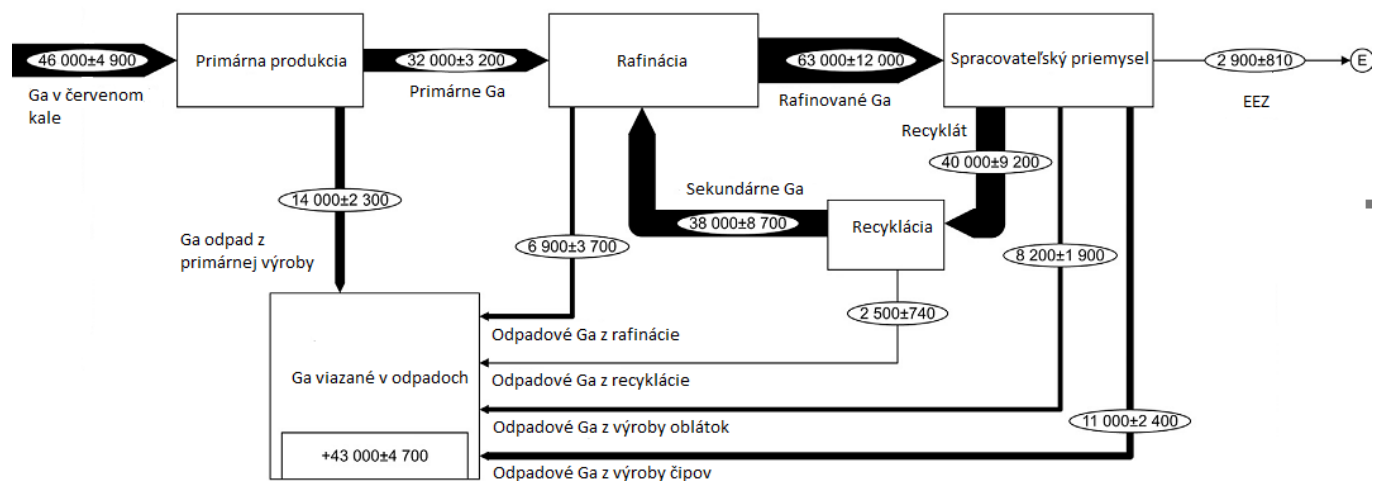 46 000±4 900
Ga v červenom
kale
Primárna produkcia
32 000±3 200
Primárne Ga
Rafinácia
63 000±12 000
Rafinované Ga
Spracovateľský priemysel
2 900±810
E
EEZ
Recyklát
40 000±9 200
14 000±2 300
Sekundárne Ga
38 000±8 700
Recyklácia
Ga odpad z
primárnej výroby
6 900±3 700
8 200±1 900
2 500±740
Odpadové Ga z rafinácie
Ga viazané v odpadoch
Odpadové Ga z recyklácie
11 000±2 400
Odpadové Ga z výroby oblátok
+43 000±4 700
Odpadové Ga z výroby čipov